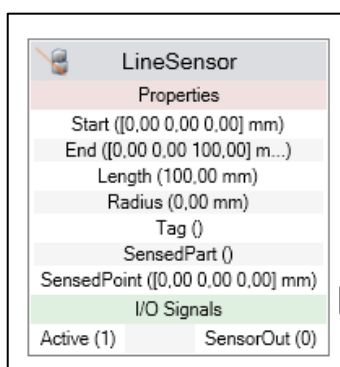 LineSensor
Properties
Start ([0,00 0,00 0,00] mm)
End ([0,00 0,00 100,00] m...)
Length (100,00 mm)
Radius (0,00 mm)
Tag ()
SensedPart ()
SensedPoint ([0,00 0,00 0,00] mm)
I/O Signals
Active (1) SensorOut (0)